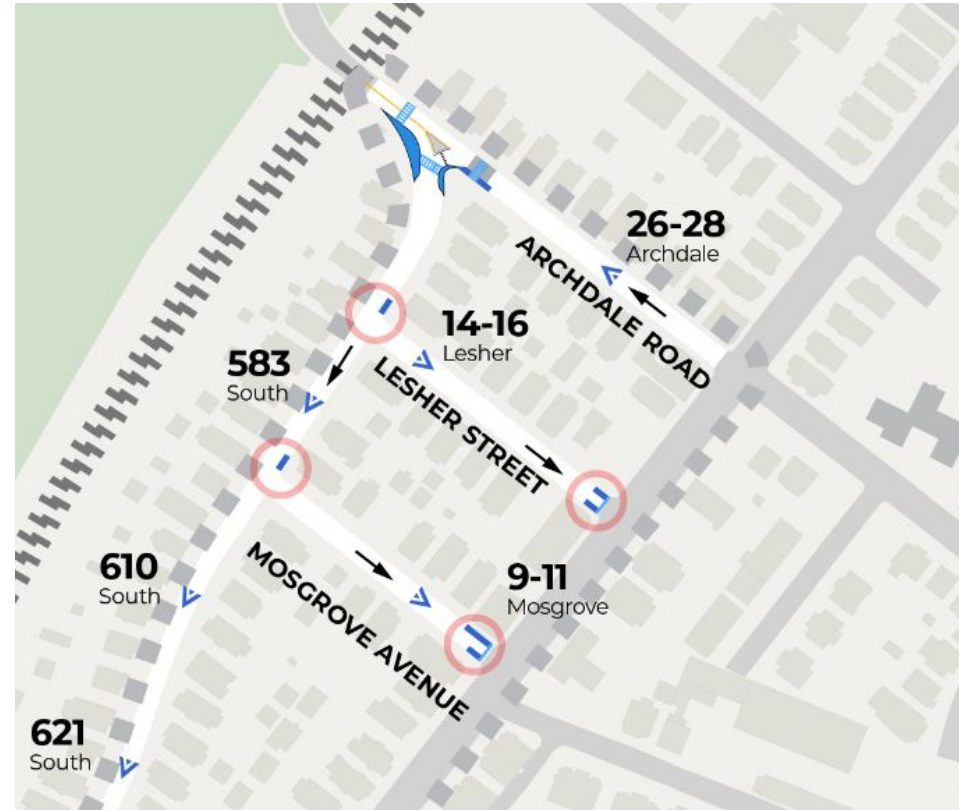 26-28
Archdale
ARCHDALE ROAD
14-16
Lesher
583
South
LESHER STREET
610
South
9-11
Mosgrove
MOSGROVE AVENUE
621
South